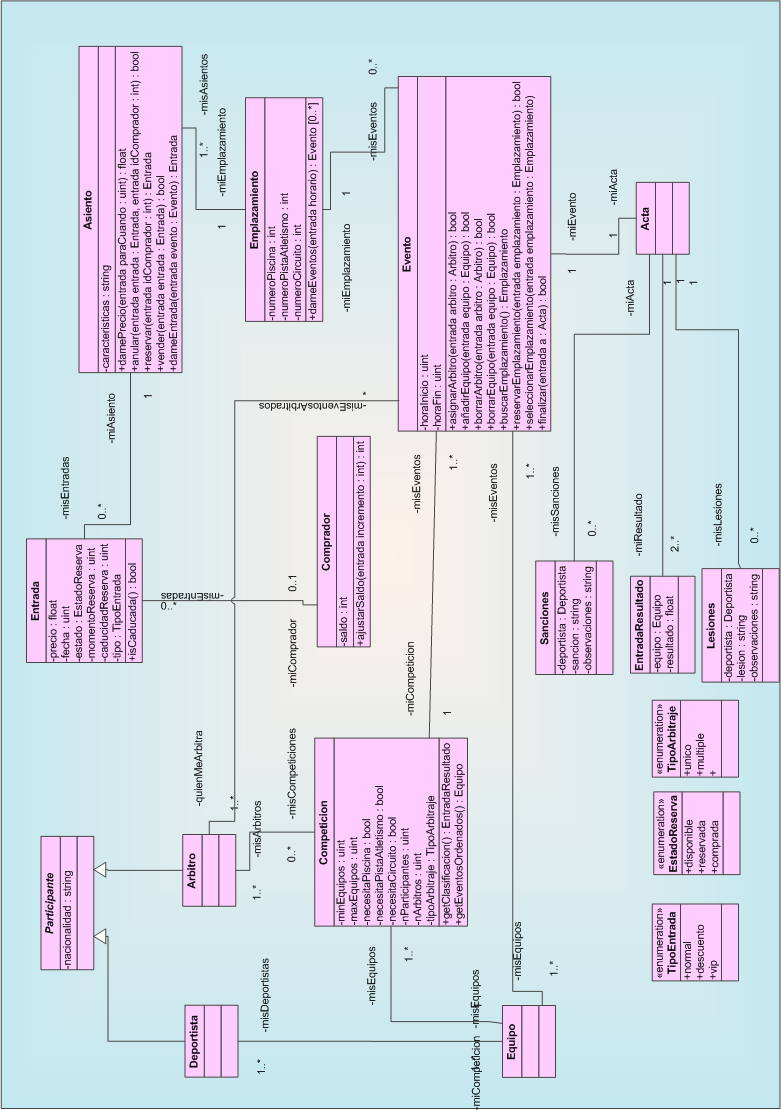 Participante
-nacionalidad : string
Deportista
-misDeportistas
1..*
Arbitro
-quienMeArbitra
1..*
-misArbitros
1..*
-misCompeticiones
0..*
Entrada
-precio : float
-fecha : uint
-estado : EstadoReserva
-momentoReserva : uint
-caducidadReserva : uint
-tipo : TipoEntrada
+isCaducada() : bool
-misEntradas
0..*
-miAsiento
1
Asiento
-caracteristicas : string
+damePrecio(entrada paraCuando : uint) : float
+anular(entrada entrada : Entrada, entrada idComprador : int) : bool
+reservar(entrada idComprador : int) : Entrada
+vender(entrada entrada : Entrada) : bool
+dameEntrada(entrada evento : Evento) : Entrada
-misAsientos
1..*
-miEmplazamiento
1
Emplazamiento
-numeroPiscina : int
-numeroPistaAtletismo : int
-numeroCircuito : int
+dameEventos(entrada horario) : Evento [0..*]
-miEmplazamiento
1
-misEventos
0..*
-misEntradas
0..*
-miComprador
0..1
Comprador
-saldo : int
+ajustarSaldo(entrada incremento : int) : int
-misEventosArbitrados
*
Competicion
-minEquipos : uint
-maxEquipos : uint
-necesitaPiscina : bool
-necesitaPistaAtletismo : bool
-necesitaCircuito : bool
-nParticipantes : uint
-nArbitros : uint
-tipoArbitraje : TipoArbitraje
+getClasificacion() : EntradaResultado
+getEventosOrdenados() : Equipo
-misEquipos
1..*
-miCompeticion
1
-misEventos
1..*
Evento
-horaInicio : uint
-horaFin : uint
+asignarArbitro(entrada arbitro : Arbitro) : bool
+añadirEquipo(entrada equipo : Equipo) : bool
+borrarArbitro(entrada arbitro : Arbitro) : bool
+borrarEquipo(entrada equipo : Equipo) : bool
+buscarEmplazamiento() : Emplazamiento
+reservarEmplazamiento(entrada emplazamiento : Emplazamiento) : bool
+seleccionarEmplazamiento(entrada emplazamiento : Emplazamiento)
+finalizar(entrada a : Acta) : bool
-miCompeticion
-misEquipos
Equipo
-misEquipos
1..*
-misEventos
1..*
-miEvento
1
-miActa
1
Acta
-miActa
1
1
1
-misSanciones
0..*
Sanciones
-deportista : Deportista
-sancion : string
-observaciones : string
-miResultado
2..*
EntradaResultado
-equipo : Equipo
-resultado : float
-misLesiones
0..*
Lesiones
-deportista : Deportista
-lesion : string
-observaciones : string
«enumeration»
TipoEntrada
+normal
+descuento
+vip
«enumeration»
EstadoReserva
+disponible
+reservada
+comprada
«enumeration»
TipoArbitraje
+unico
+multiple
+